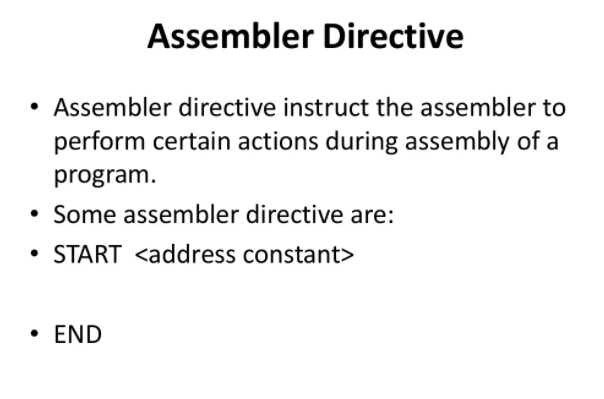 Assembler Directive
• Assembler directive instruct the assembler to
perform certain actions during assembly of a
program.
• Some assembler directive are:
• START <address constant>
• END